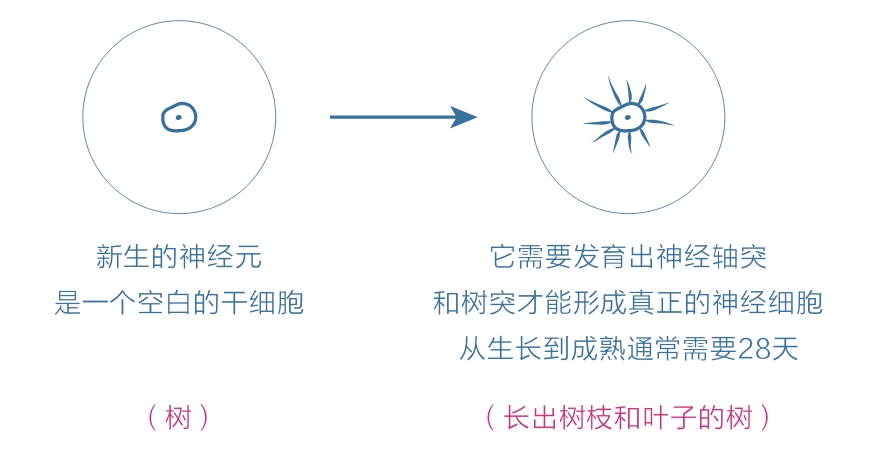 新生的神经元
是一个空白的干细胞
（树）
它需要发育出神经轴突
和树突才能形成真正的神经细胞
从生长到成熟通常需要28天
（长出树枝和叶子的树）